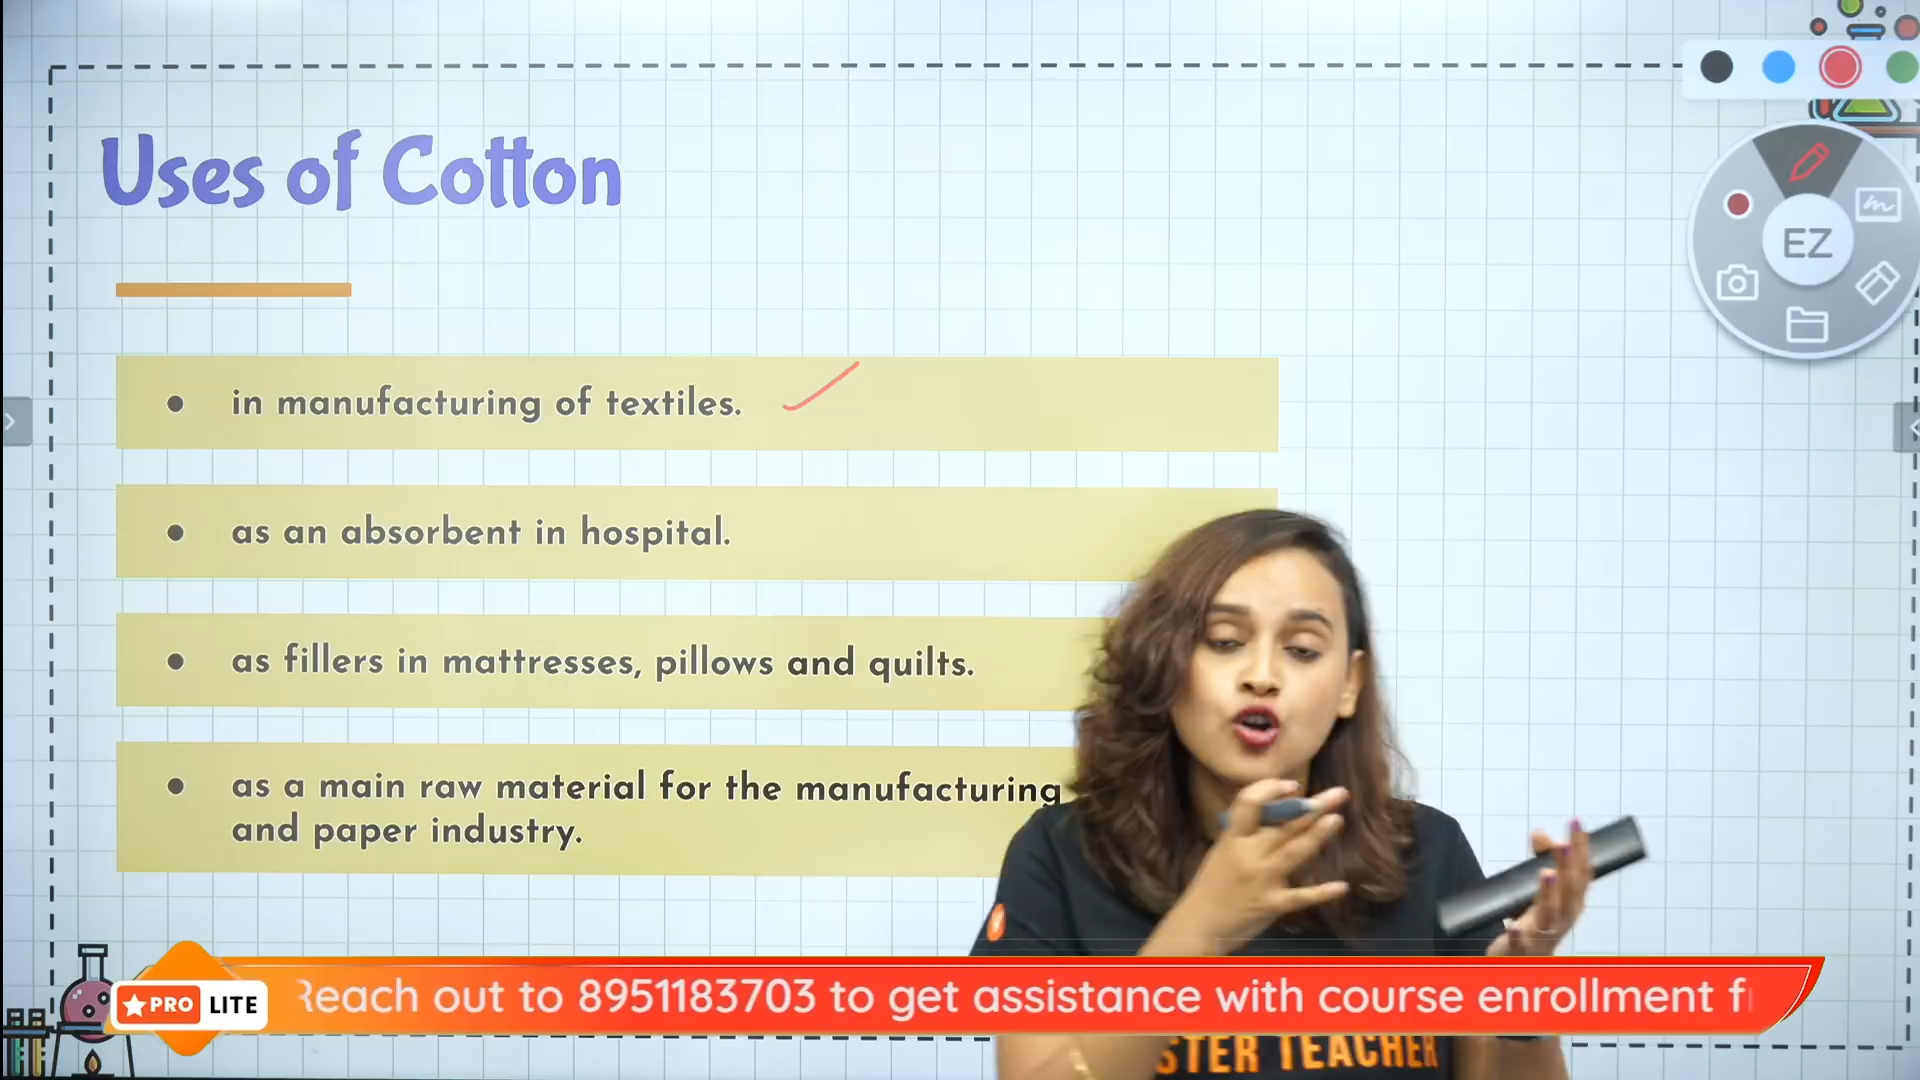 Uses of Cotton
EZ
• in manufacturing of textiles.
• as an absorbent in hospital.
• as fillers in mattresses, pillows and quilts.
• as a main raw material for the manufacturing
and paper industry.
PRO LITE
Reach out to 8951183703 to get assistance with course enrollment
TEACHER